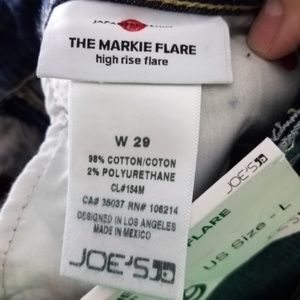 THE MARKIE FLARE
high rise flare
W 29
98% COTTON/COTON
2% POLYURETHANE
CL#154M
CA# 35037 RN# 106214
DESIGNED IN LOS ANGELES
MADE IN MEXICO
JOE'S
JOE'S
FLARE
US Size - L